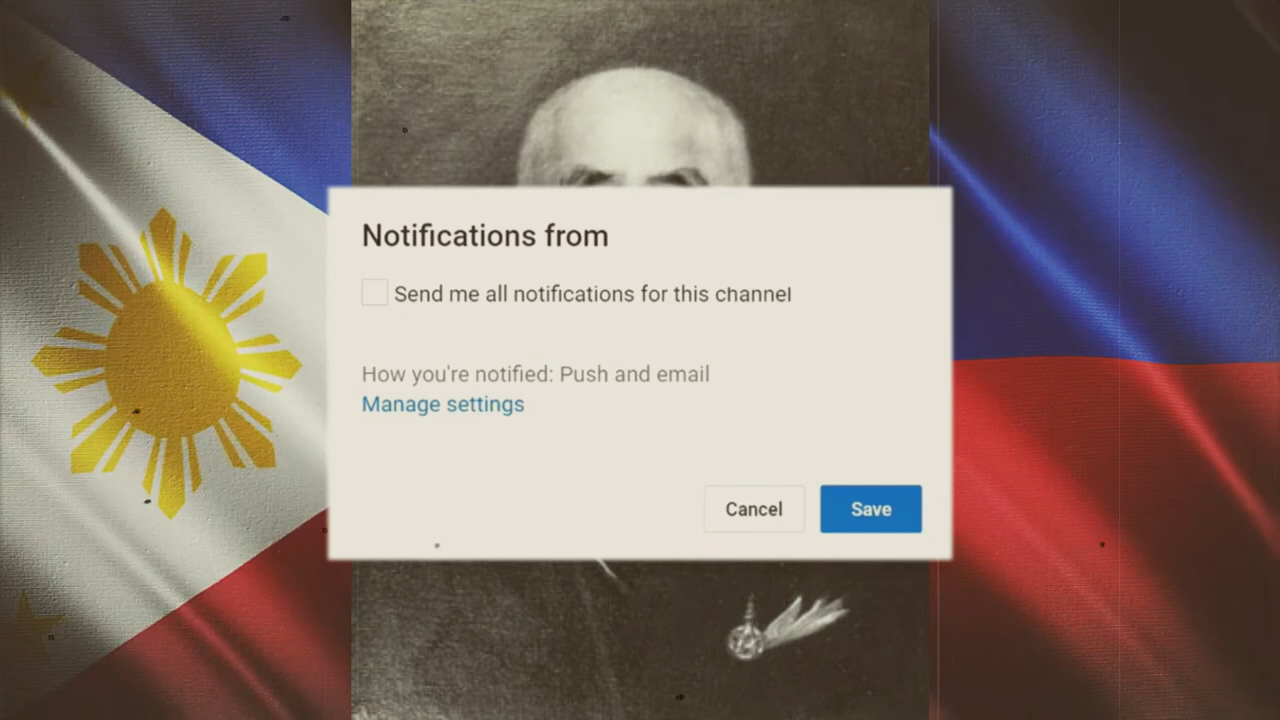 Notifications from
Send me all notifications for this channel
How you're notified: Push and email
Manage settings
Cancel
Save